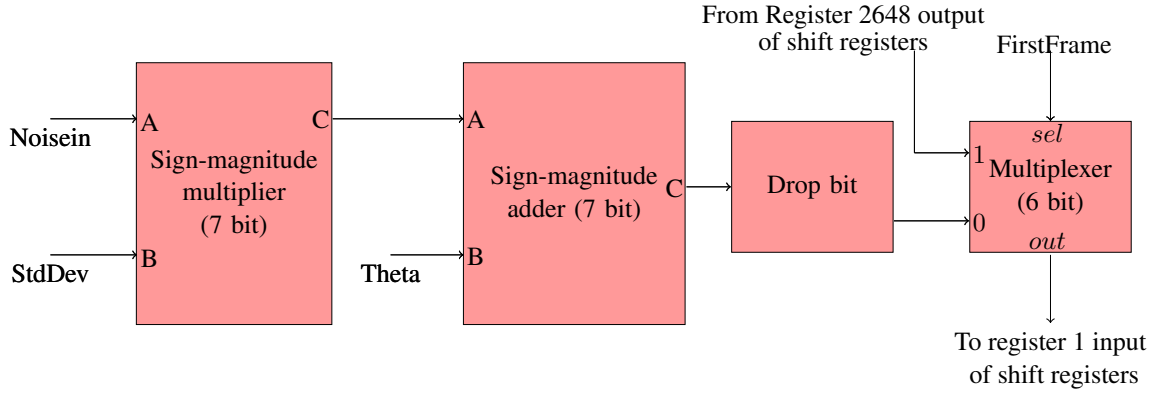 From Register 2648 output
of shift registers
FirstFrame
Noisein
StdDev
A
B
C
Sign-magnitude
multiplier
(7 bit)
Theta
A
B
C
Sign-magnitude
adder (7 bit)
Drop bit
sel
1
Multiplexer
(6 bit)
0
out
To register 1 input
of shift registers